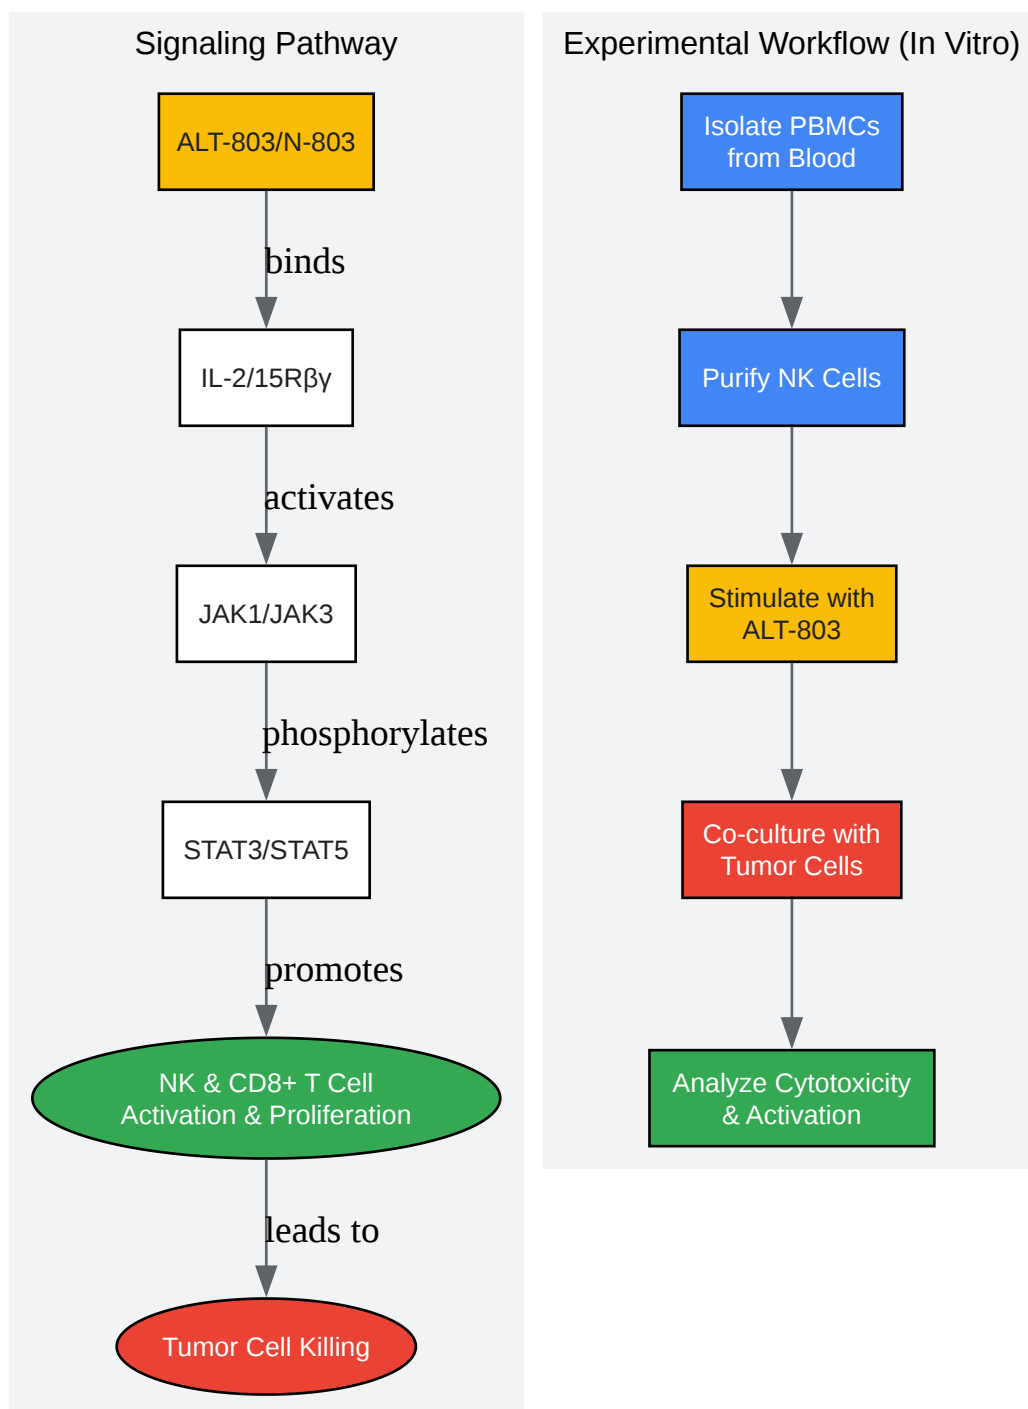 Signaling Pathway
ALT-803/N-803
binds
IL-2/15Rβγ
activates
JAK1/JAK3
phosphorylates
STAT3/STAT5
promotes
NK & CD8+ T Cell
Activation & Proliferation
leads to
Tumor Cell Killing
Experimental Workflow (In Vitro)
Isolate PBMCs
from Blood
Purify NK Cells
Stimulate with
ALT-803
Co-culture with
Tumor Cells
Analyze Cytotoxicity
& Activation